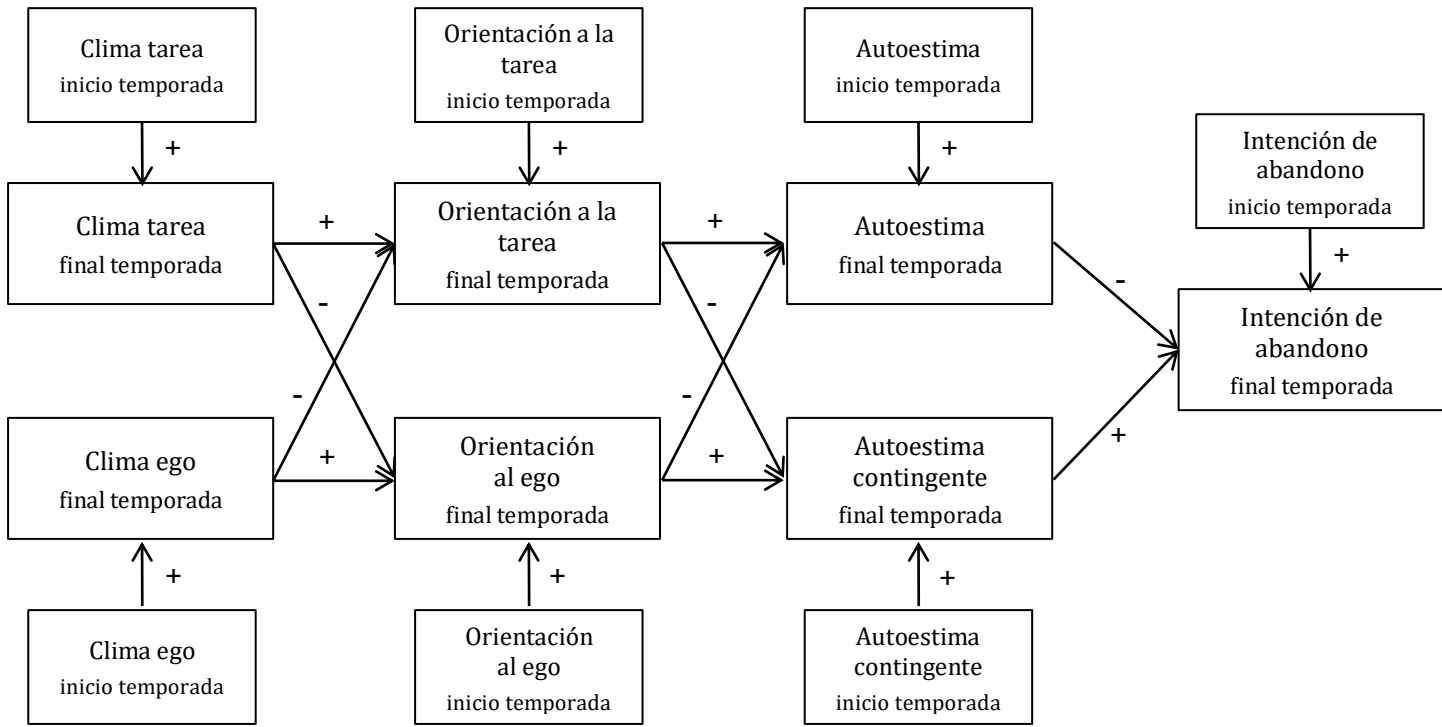 Clima tarea
inicio temporada
Orientación a la
tarea
inicio temporada
Autoestima
inicio temporada
+
+
+
Intención de
abandono
inicio temporada
+
Clima tarea
final temporada
+
Orientación a la
tarea
final temporada
+
Autoestima
final temporada
-
-
-
Intención de
abandono
final temporada
-
-
+
Clima ego
final temporada
+
Orientación
al ego
final temporada
+
Autoestima
contingente
final temporada
+
+
+
Clima ego
inicio temporada
Orientación
al ego
inicio temporada
Autoestima
contingente
inicio temporada